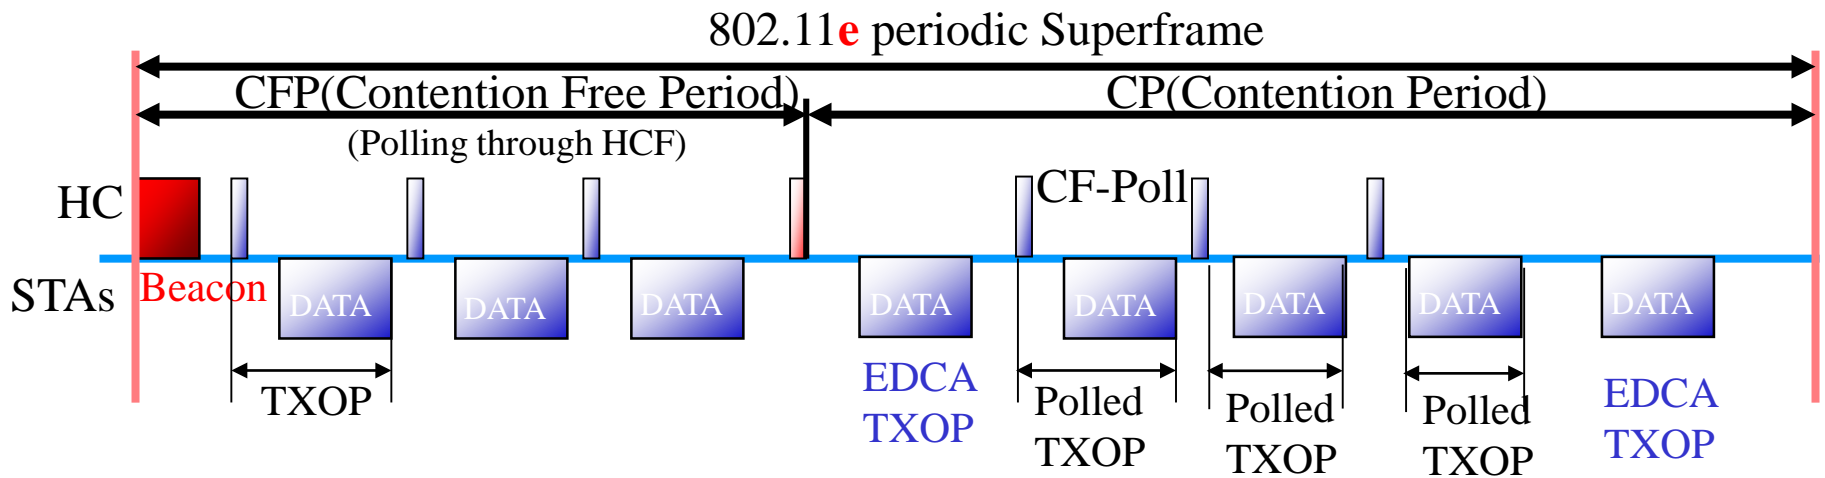 802.11e periodic Superframe
CFP(Contention Free Period)
CP(Contention Period)
(Polling through HCF)
HC
CF-Poll
STAs
Beacon
DATA
DATA
DATA
DATA
DATA
DATA
DATA
DATA
TXOP
EDCA
TXOP
Polled
TXOP
Polled
TXOP
Polled
TXOP
EDCA
TXOP